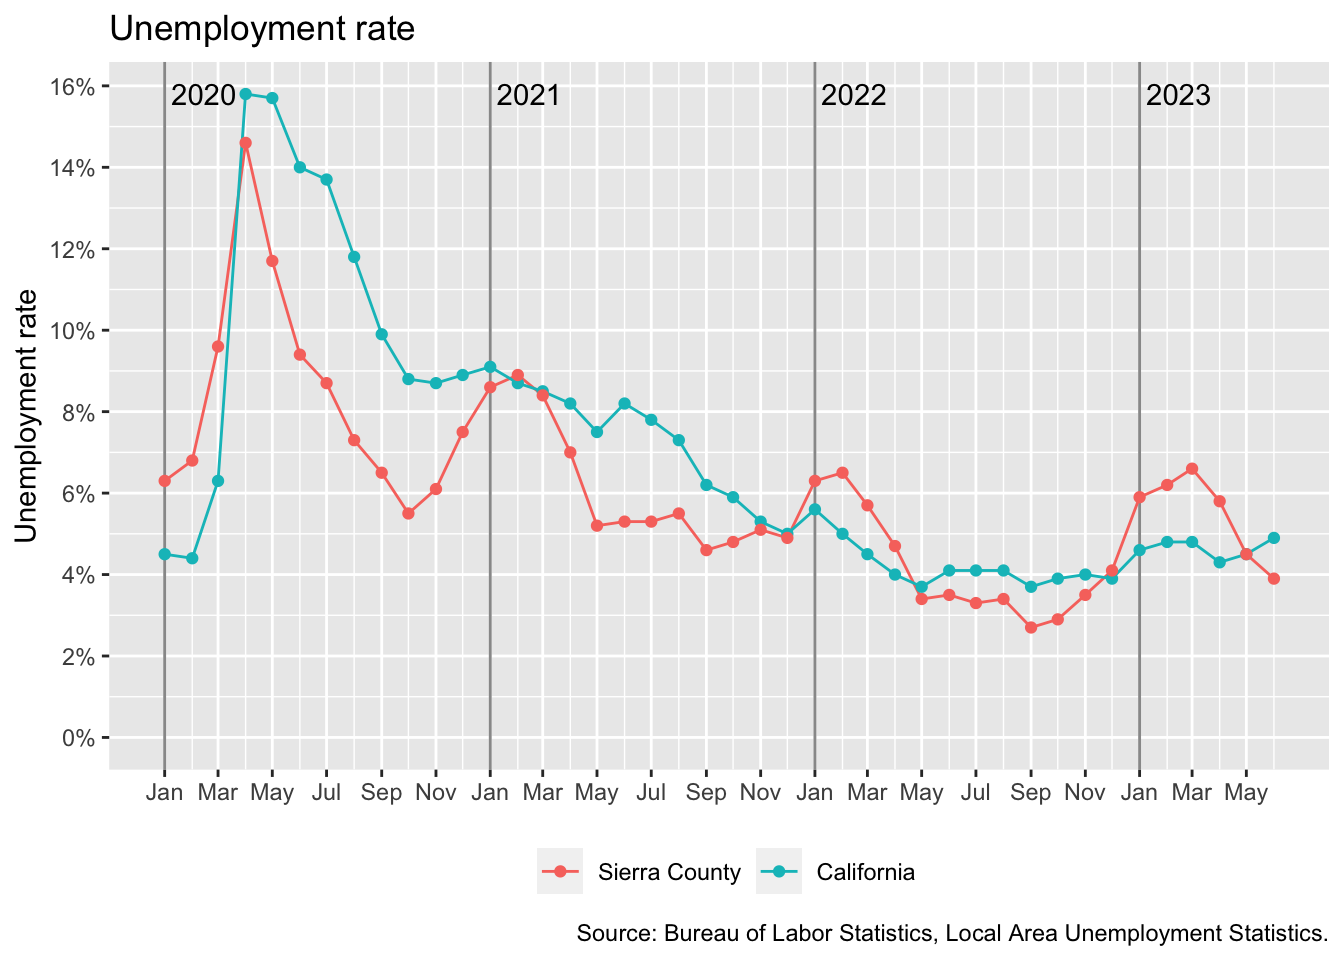 Unemployment rate
Unemployment rate
16%
14%
12%
10%
8%
6%
4%
2%
0%
2020 2021 2022 2023
Jan Mar May Jul Sep Nov Jan Mar May Jul Sep Nov Jan Mar May Jul Sep Nov Jan Mar May
Sierra County California
Source: Bureau of Labor Statistics, Local Area Unemployment Statistics.